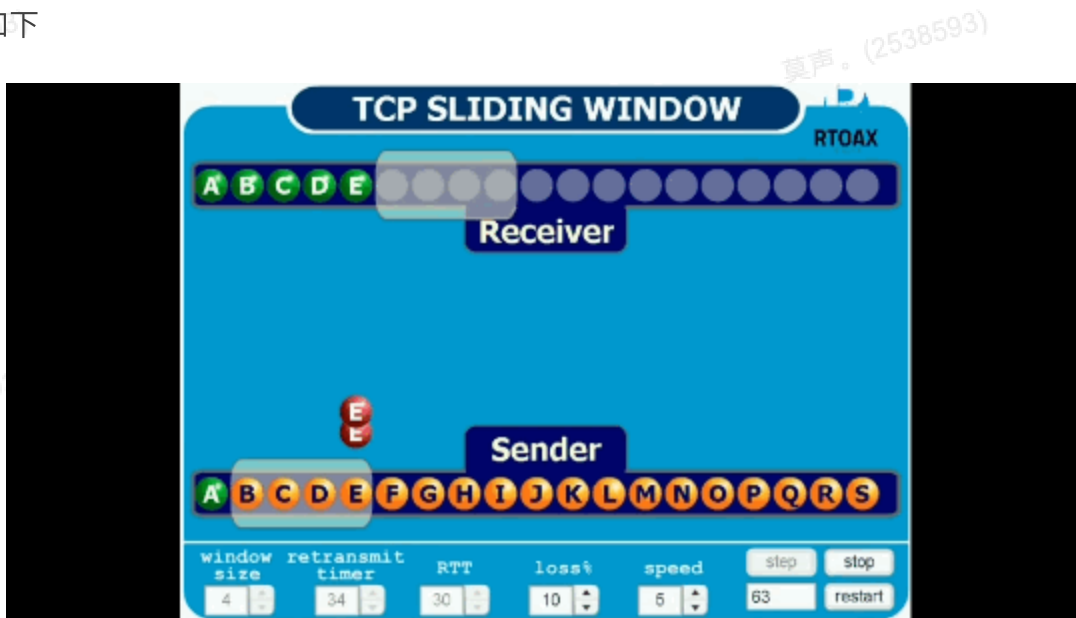 如下
莫声。(2538593)
TCP SLIDING WINDOW
RTOAX
A B C D E
Receiver
E
E
Sender
A B C D E F G H I J K L M N O P Q R S
window size
retransmit timer
RTT
loss%
speed
step
stop
4
34
30
10
5
63
restart